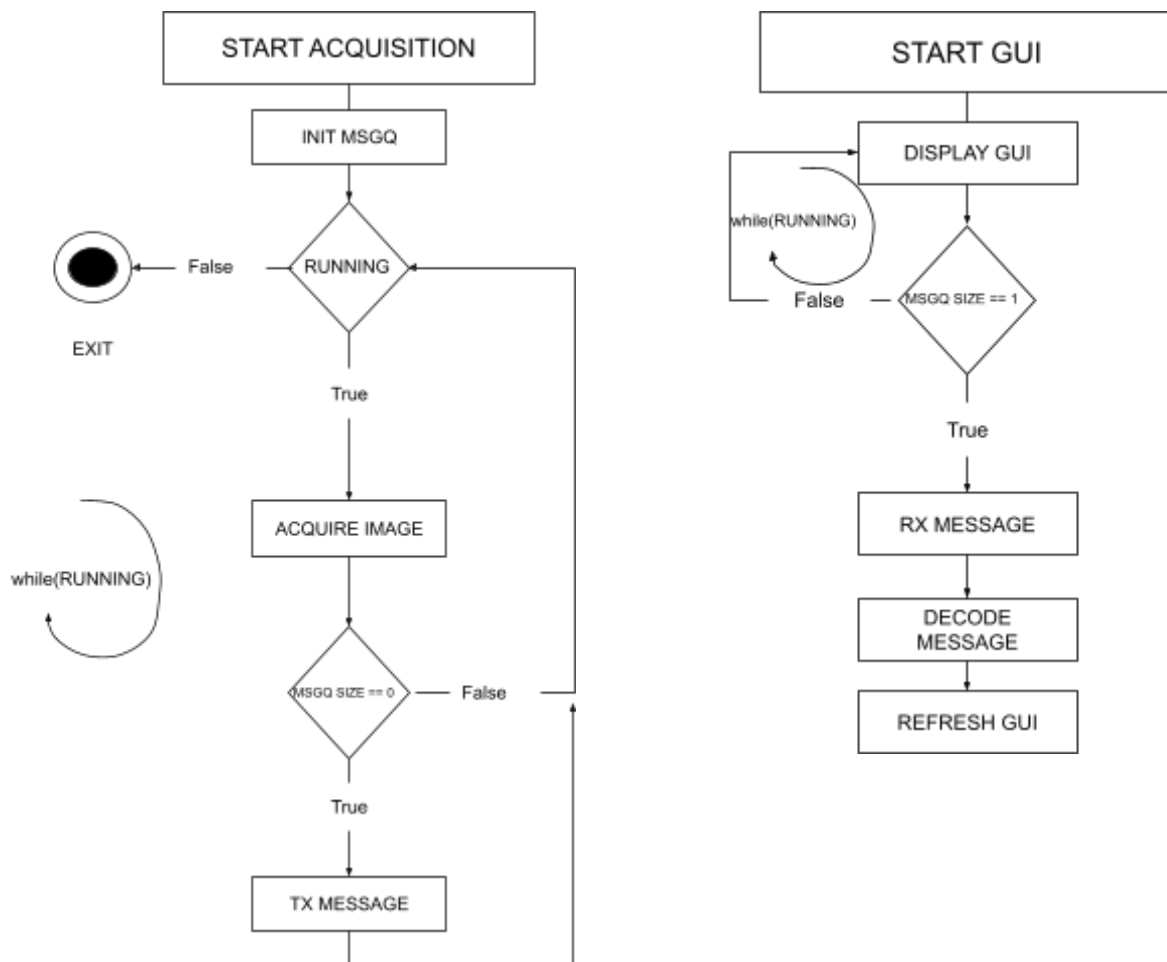 START ACQUISITION
INIT MSGQ
RUNNING
False
EXIT
True
ACQUIRE IMAGE
while(RUNNING)
MSGQ SIZE == 0
False
True
TX MESSAGE
START GUI
DISPLAY GUI
while(RUNNING)
MSGQ SIZE == 1
False
True
RX MESSAGE
DECODE
MESSAGE
REFRESH GUI